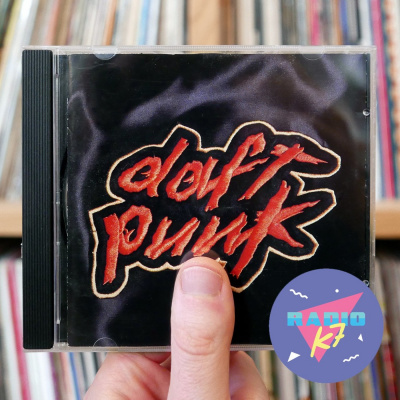 daft
punk
RADIO
K7